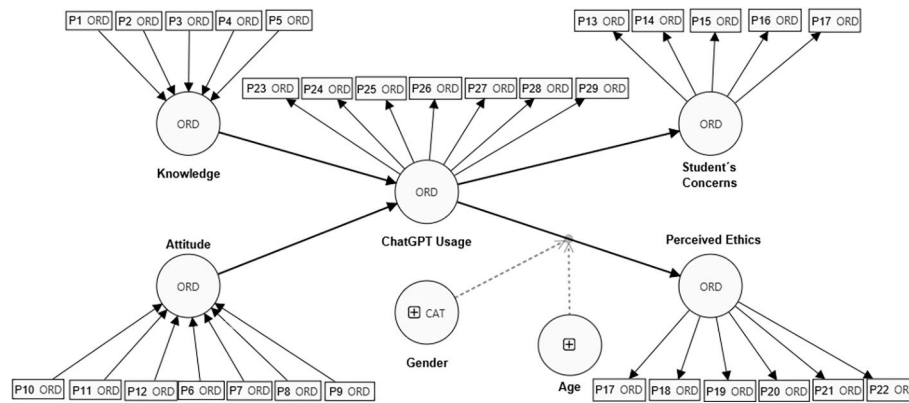 P1 ORD P2 ORD P3 ORD P4 ORD P5 ORD
P13 ORD P14 ORD P15 ORD P16 ORD P17 ORD
P23 ORD P24 ORD P25 ORD P26 ORD P27 ORD P28 ORD P29 ORD
ORD
Knowledge
ORD
Student´s
Concerns
ORD
ChatGPT Usage
Attitude
ORD
Perceived Ethics
ORD
CAT
Gender
Age
P10 ORD P11 ORD P12 ORD P6 ORD P7 ORD P8 ORD P9 ORD
P17 ORD P18 ORD P19 ORD P20 ORD P21 ORD P22 ORD